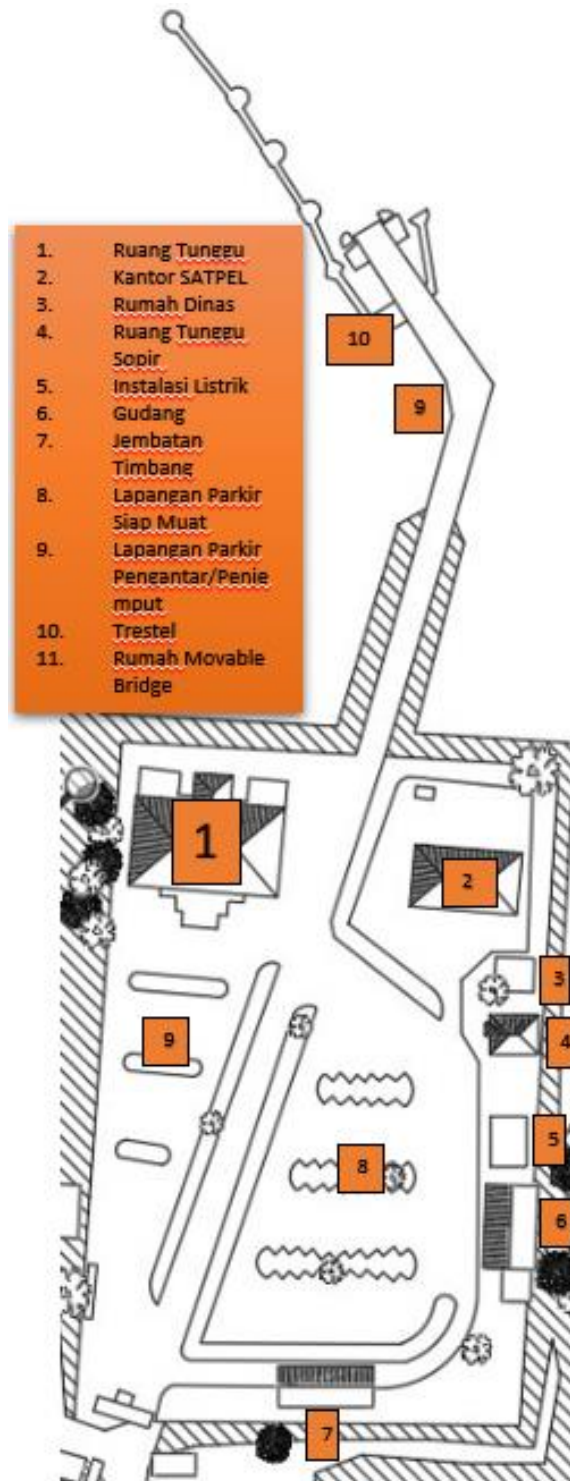 1. Ruang Tunggu
2. Kantor SATPEL
3. Rumah Dinas
4. Ruang Tunggu
Sopir
5. Instalasi Listrik
6. Gudang
7. Jembatan
Timbang
8. Lapangan Parkir
Siap Muat
9. Lapangan Parkir
Pengantar/Penje
mput
10. Trestel
11. Rumah Movable
Bridge
10
9
1
2
3
4
9
5
8
6
7